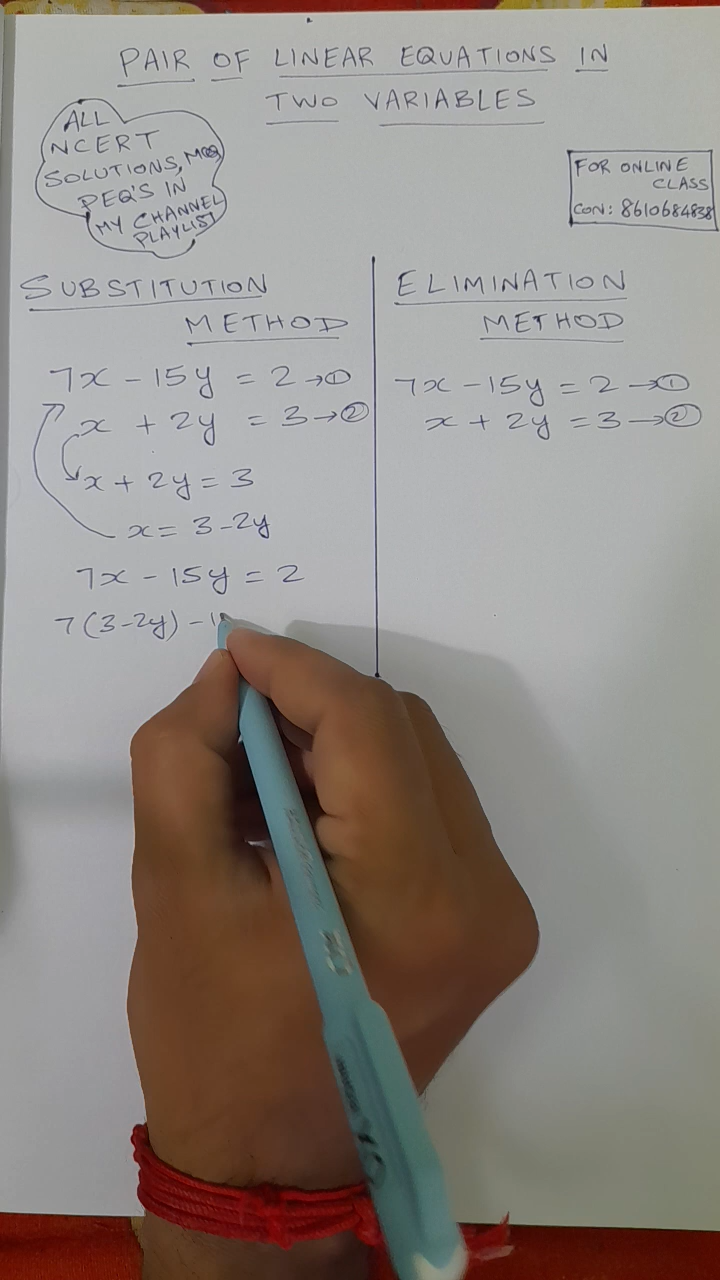 PAIR OF LINEAR EQUATIONS IN
TWO VARIABLES
ALL
NCERT
SOLUTIONS, MCQ
PEQ'S IN
MY CHANNEL
PLAYLIST
FOR ONLINE
CLASS
CON: 8610684838
SUBSTITUTION
METHOD
7x - 15y = 2 → ①
x + 2y = 3 → ②
x + 2y = 3
x = 3 - 2y
7x - 15y = 2
7(3-2y) - 1
ELIMINATION
METHOD
7x - 15y = 2 → ①
x + 2y = 3 → ②